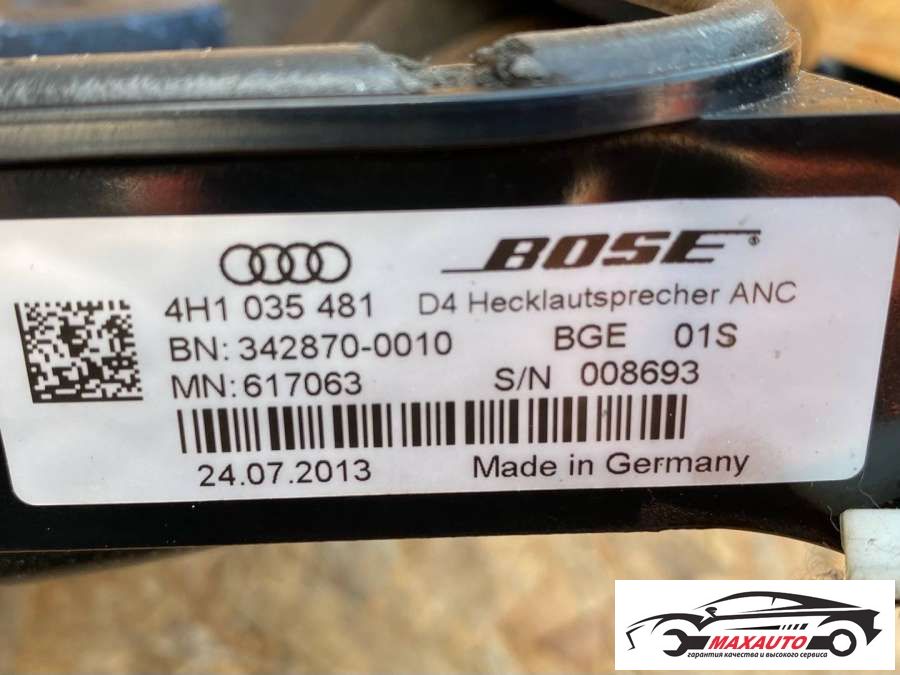 BOSE®
4H1 035 481 D4 Hecklautsprecher ANC
BN: 342870-0010 BGE 01S
MN: 617063 S/N 008693
24.07.2013 Made in Germany
MAXAUTO
гарантия качества и высокого сервиса